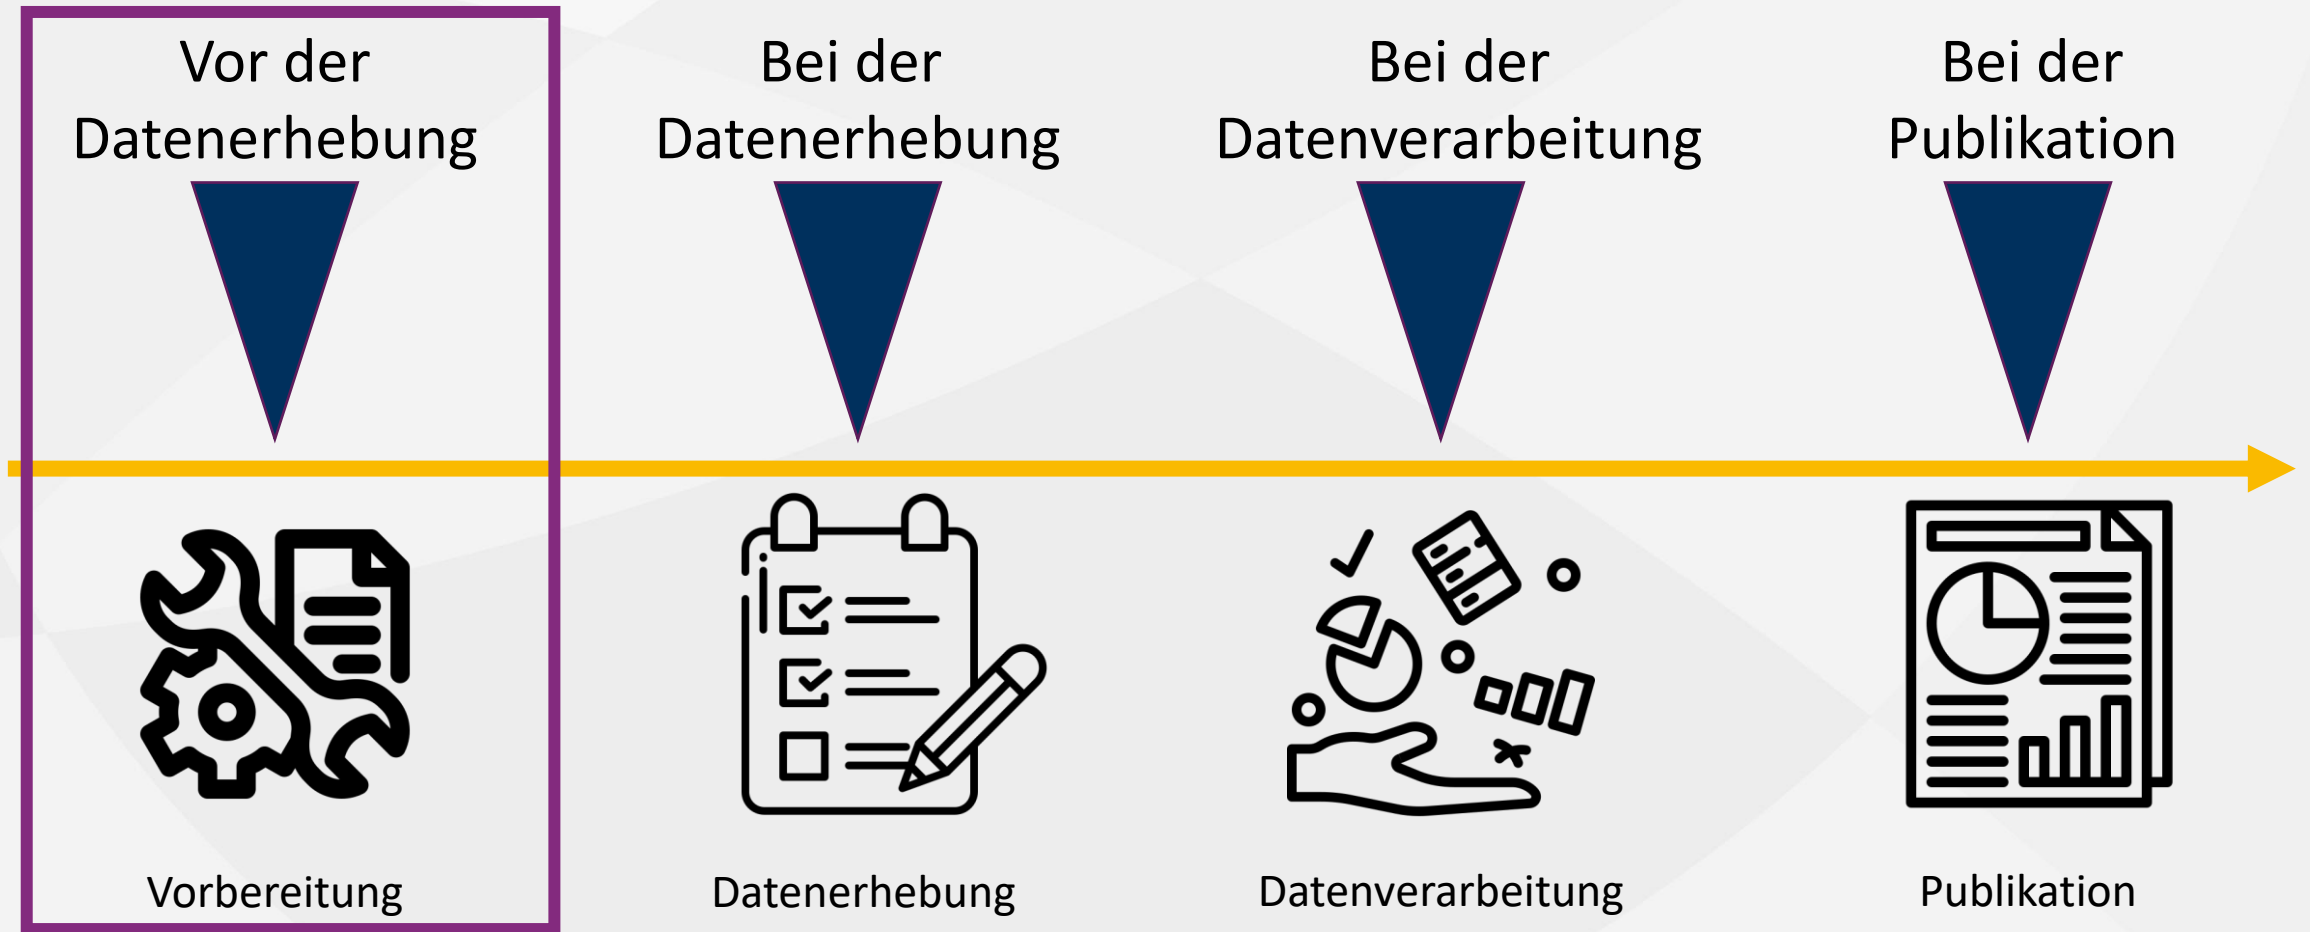 Vor der
Datenerhebung
Bei der
Datenerhebung
Bei der
Datenverarbeitung
Bei der
Publikation
Vorbereitung
Datenerhebung
Datenverarbeitung
Publikation